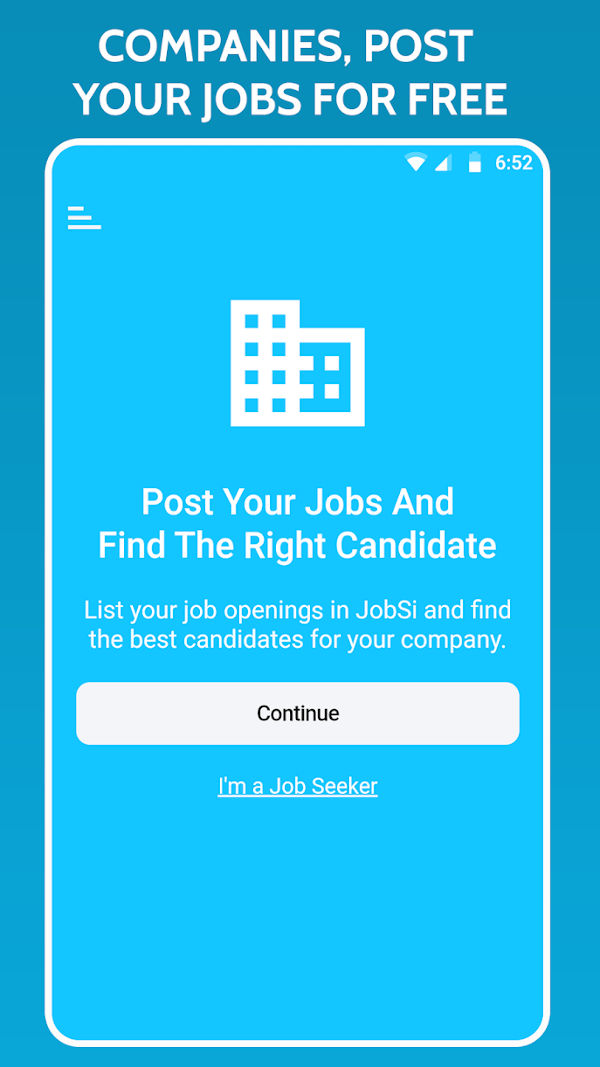 COMPANIES, POST
YOUR JOBS FOR FREE
6:52
Post Your Jobs And
Find The Right Candidate
List your job openings in JobSi and find
the best candidates for your company.
Continue
I'm a Job Seeker